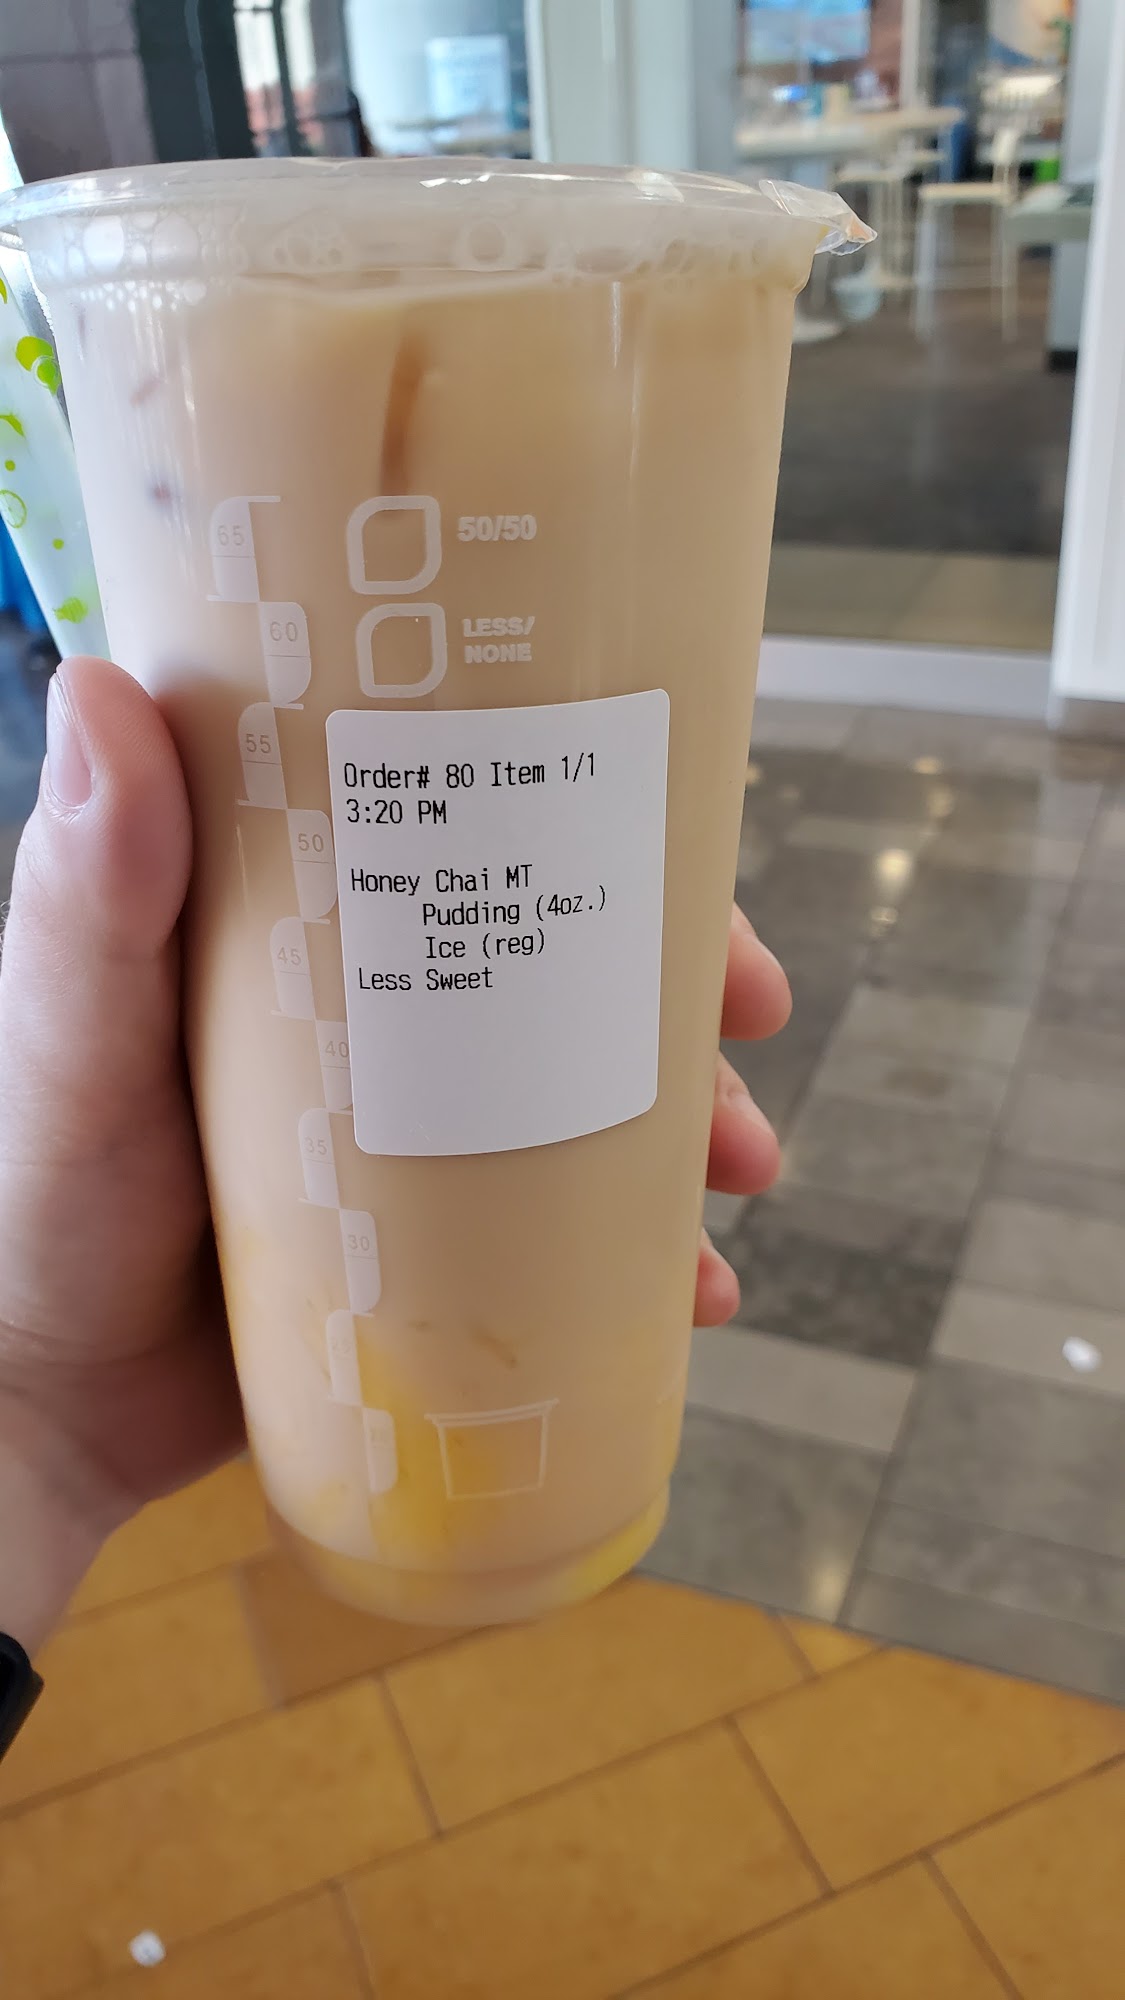 65
50/50
60
LESS/
NONE
55
Order# 80 Item 1/1
3:20 PM
50
Honey Chai MT
Pudding (4oz.)
Ice (reg)
45
Less Sweet
40
35
30